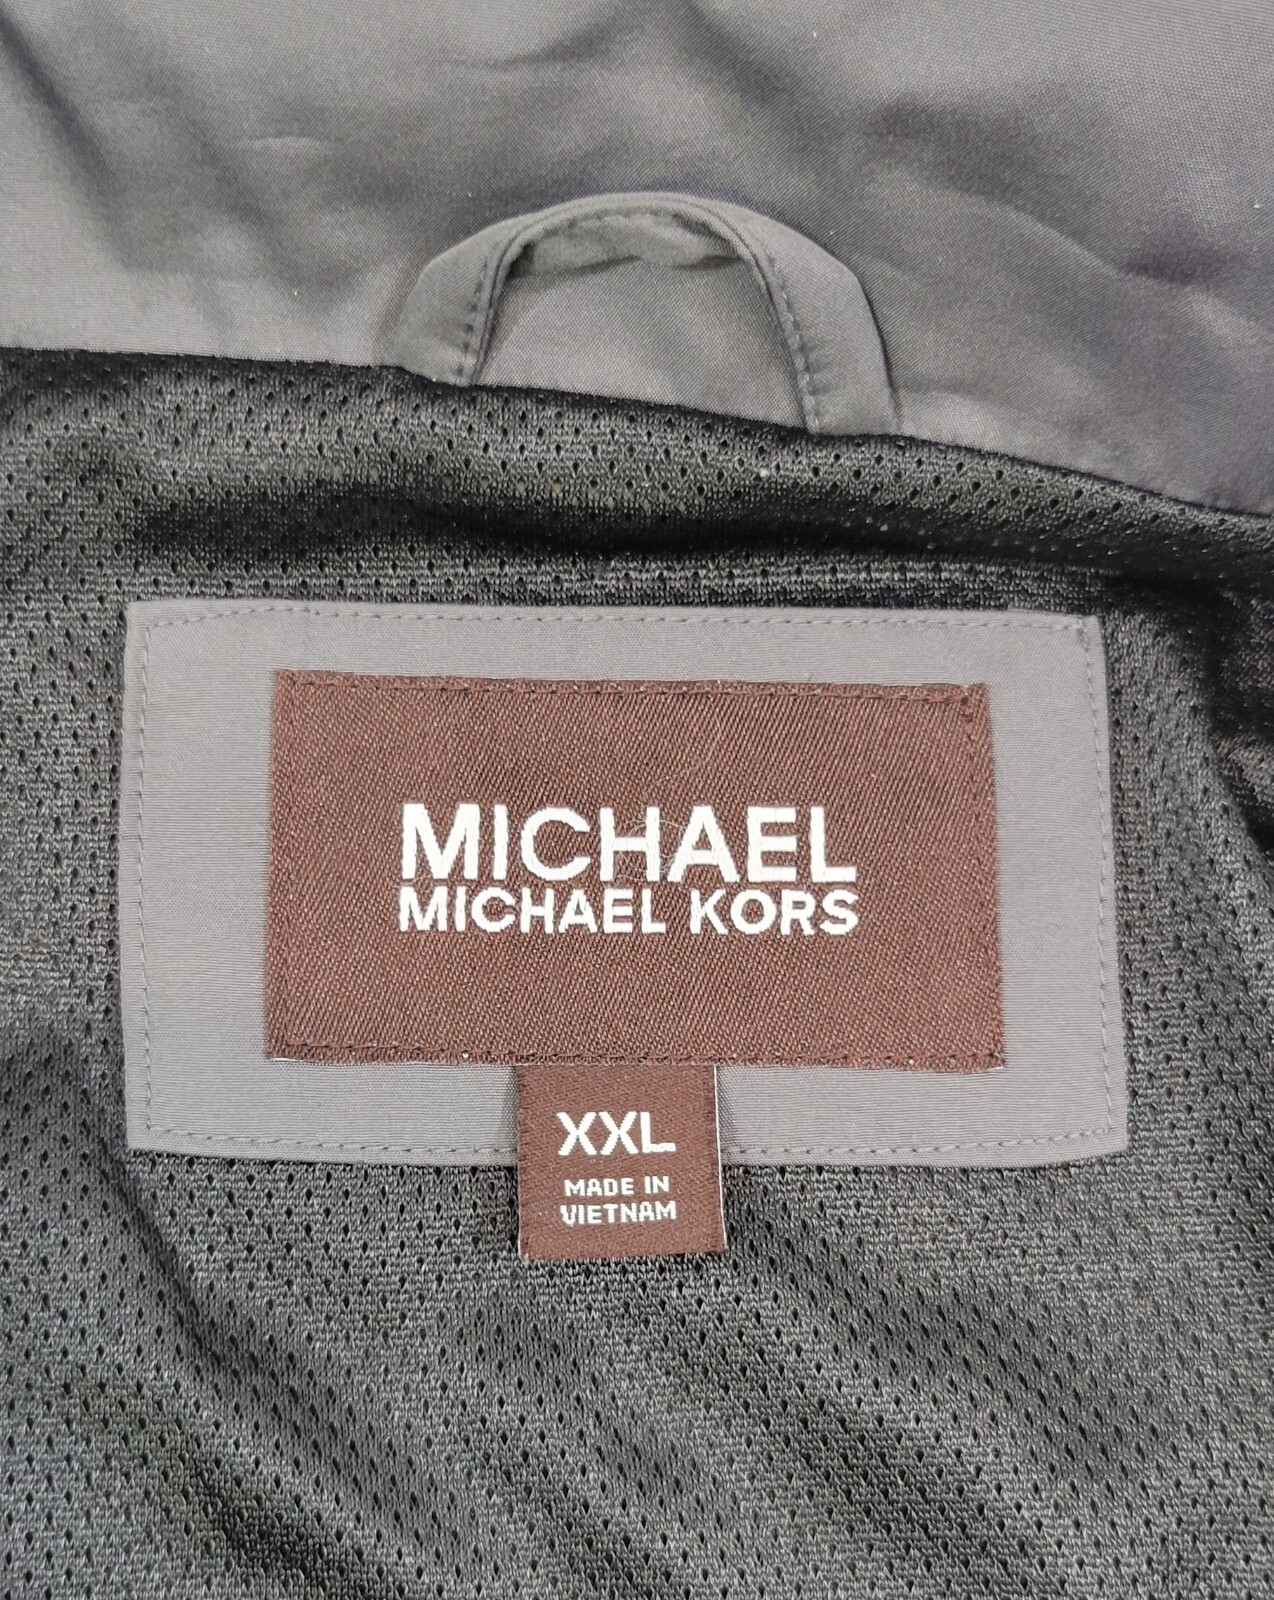 MICHAEL
MICHAEL KORS
XXL
MADE IN
VIETNAM